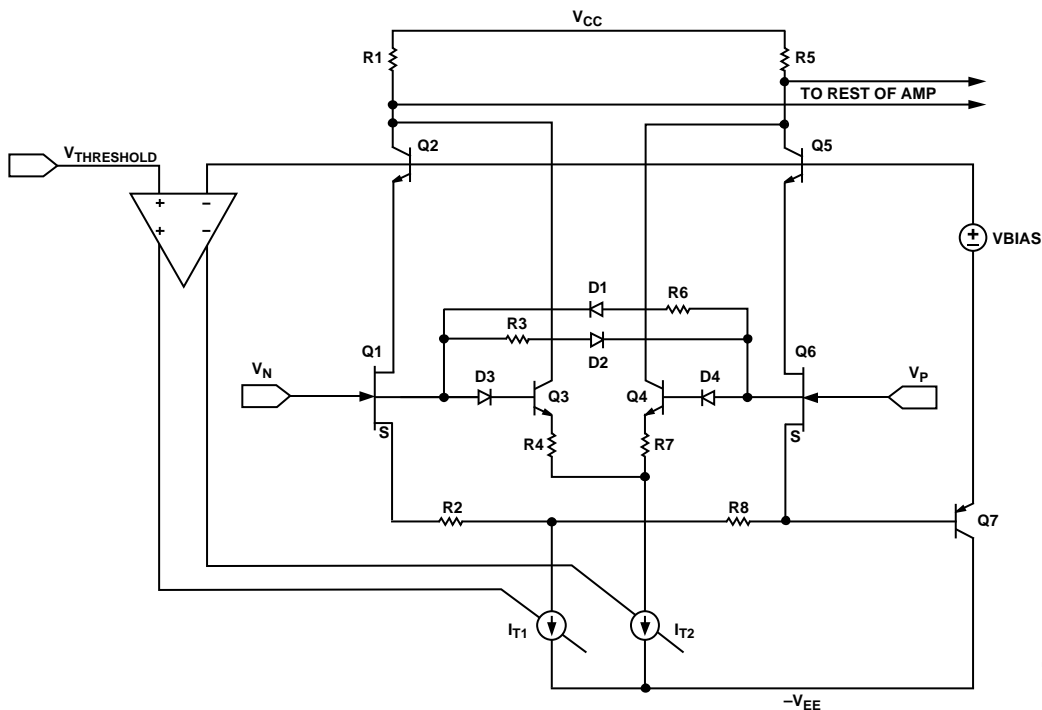 VCC
R1
R5
TO REST OF AMP
VTHRESHOLD
Q2
Q5
+
–
+
–
+
–
VBIAS
D1
R6
R3
D2
Q1
Q6
VN
D3
Q3
Q4
D4
VP
S
R4
R7
S
R2
R8
Q7
IT1
IT2
–VEE